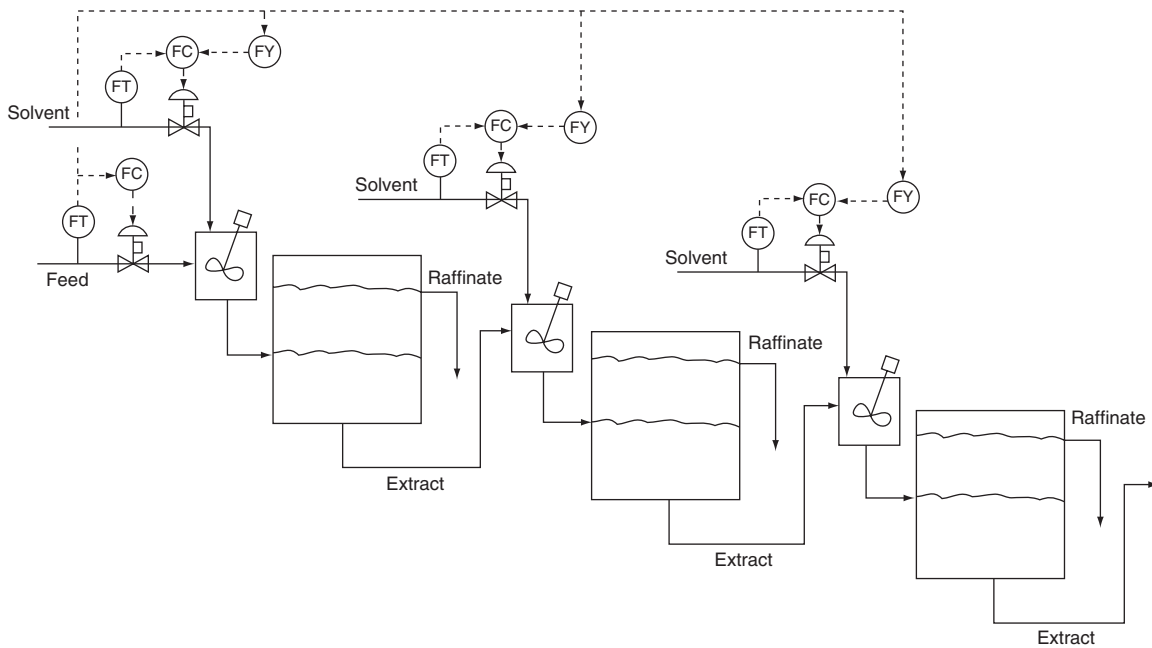 FC
FY
FT
Solvent
FC
FY
FC
FT
Solvent
FT
FC
FY
FT
Solvent
Feed
Raffinate
Raffinate
Raffinate
Extract
Extract
Extract